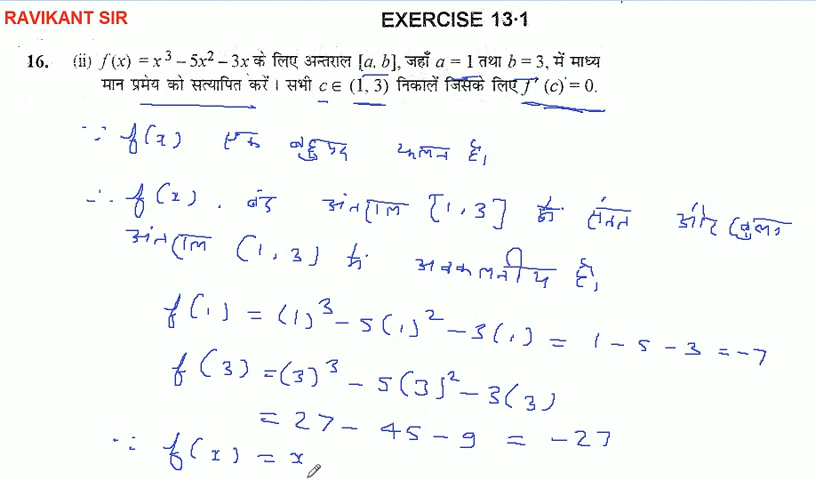 RAVIKANT SIR
EXERCISE 13·1
16. (ii) f(x) = x³ – 5x² – 3x के लिए अन्तराल [a, b], जहाँ a = 1 तथा b = 3, में माध्य
मान प्रमेय को सत्यापित करें। सभी c ∈ (1, 3) निकालें जिसके लिए f' (c) = 0.
∵ f(x) एक बहुपद फलन है।
∴ f(x) . बंद अंतराल [1, 3] में संतत और खुला
अंतराल (1, 3) में अवकलनीय है।
f(1) = (1)³ – 5(1)² – 3(1) = 1 – 5 – 3 = –7
f(3) = (3)³ – 5(3)² – 3(3)
= 27 – 45 – 9 = –27
∵ f(x) = x